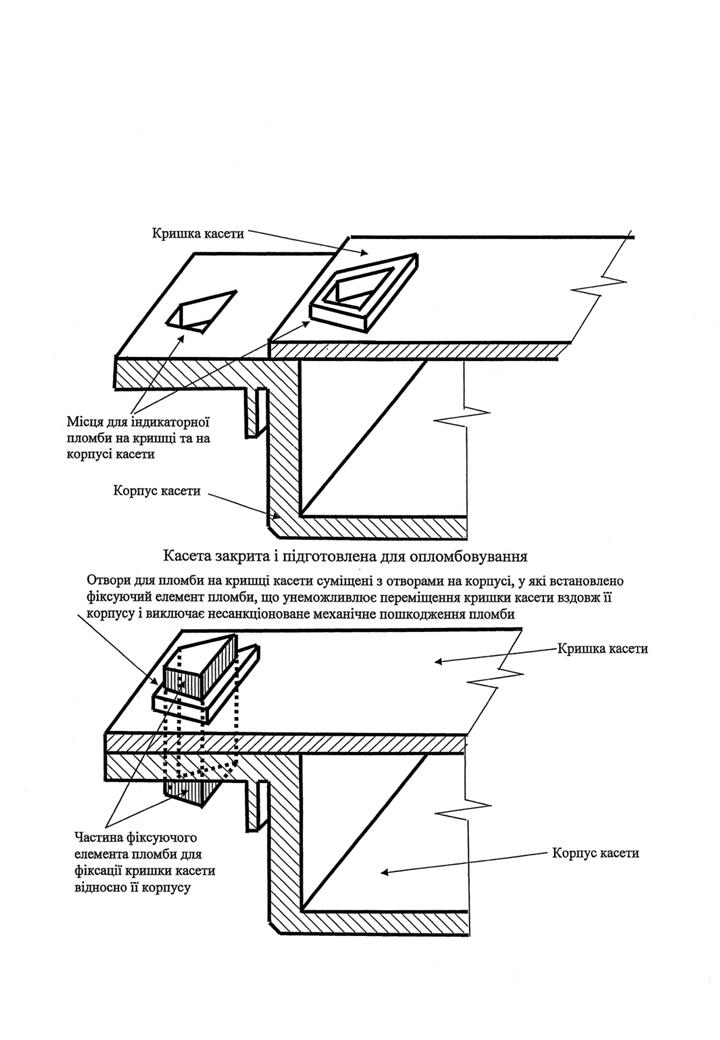 Кришка касети
Місця для індикаторної
пломби на кришці та на
корпусі касети
Корпус касети
Касета закрита і підготовлена для опломбовування
Отвори для пломби на кришці касети суміщені з отворами на корпусі, у які встановлено
фіксуючий елемент пломби, що унеможливлює переміщення кришки касети вздовж її
корпусу і виключає несанкціоноване механічне пошкодження пломби
Кришка касети
Частина фіксуючого
елемента пломби для
фіксації кришки касети
відносно її корпусу
Корпус касети